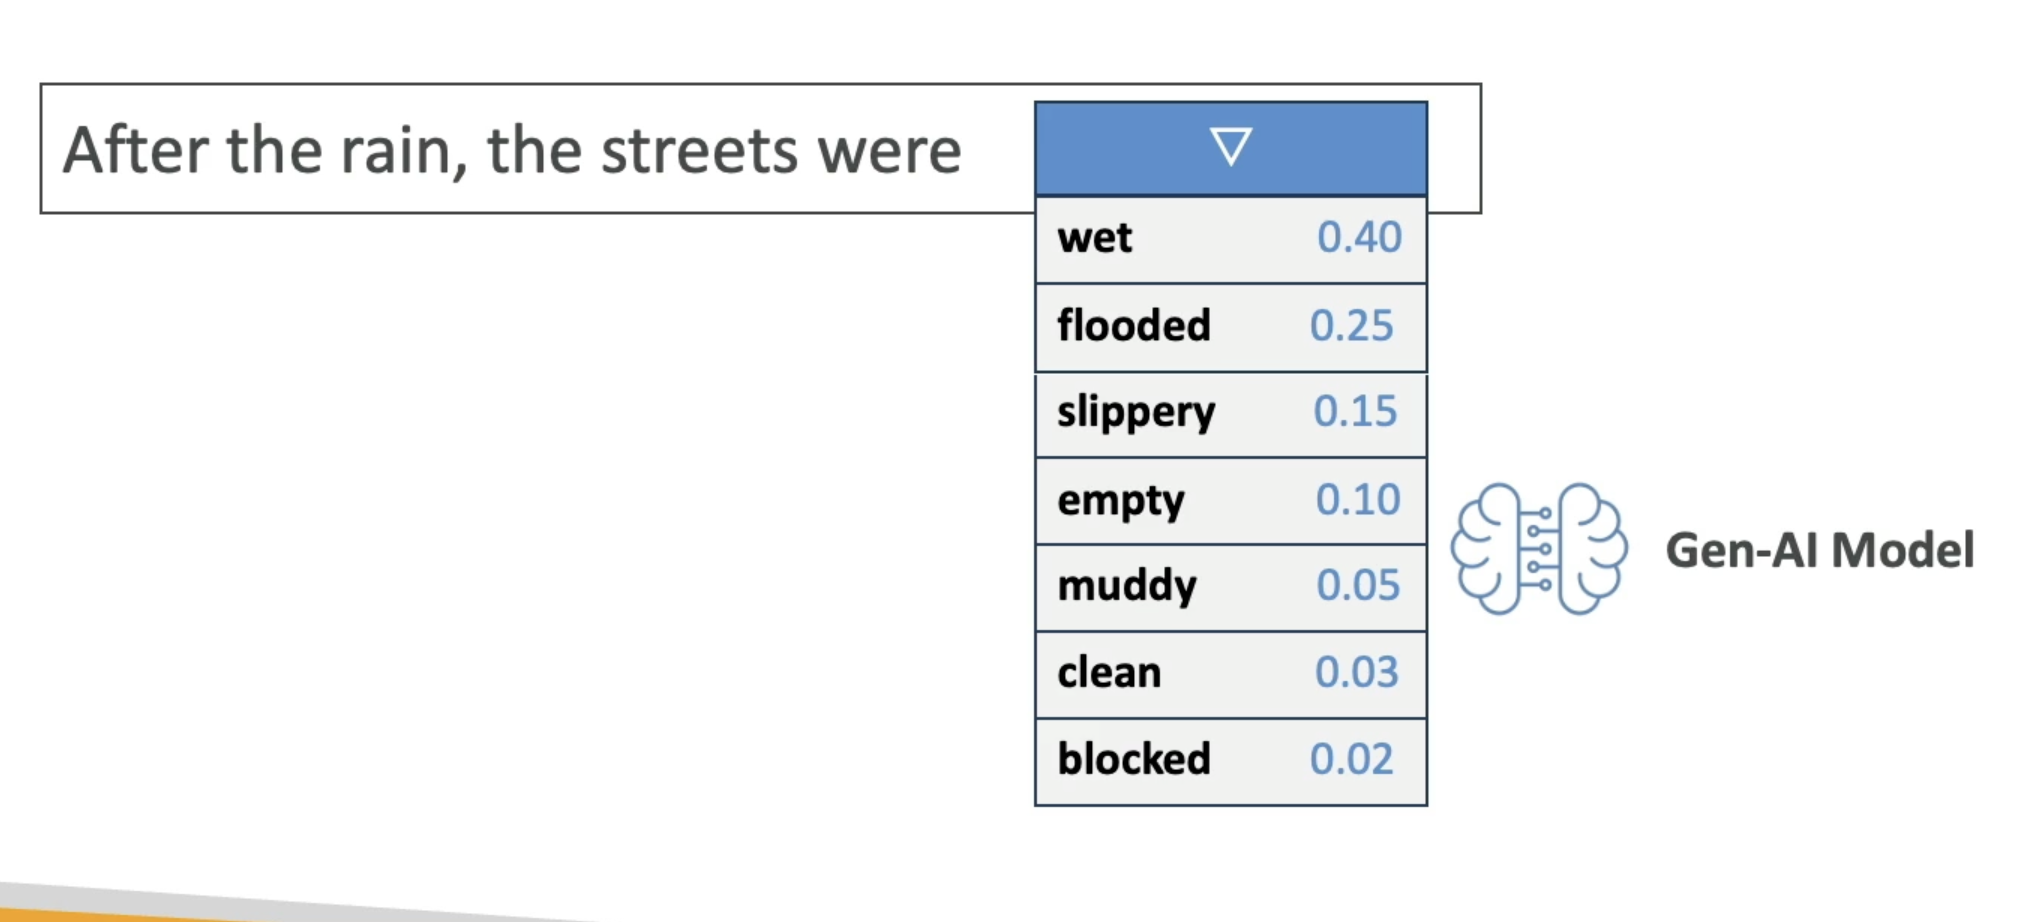 After the rain, the streets were
wet 0.40
flooded 0.25
slippery 0.15
empty 0.10
muddy 0.05
clean 0.03
blocked 0.02
Gen-AI Model